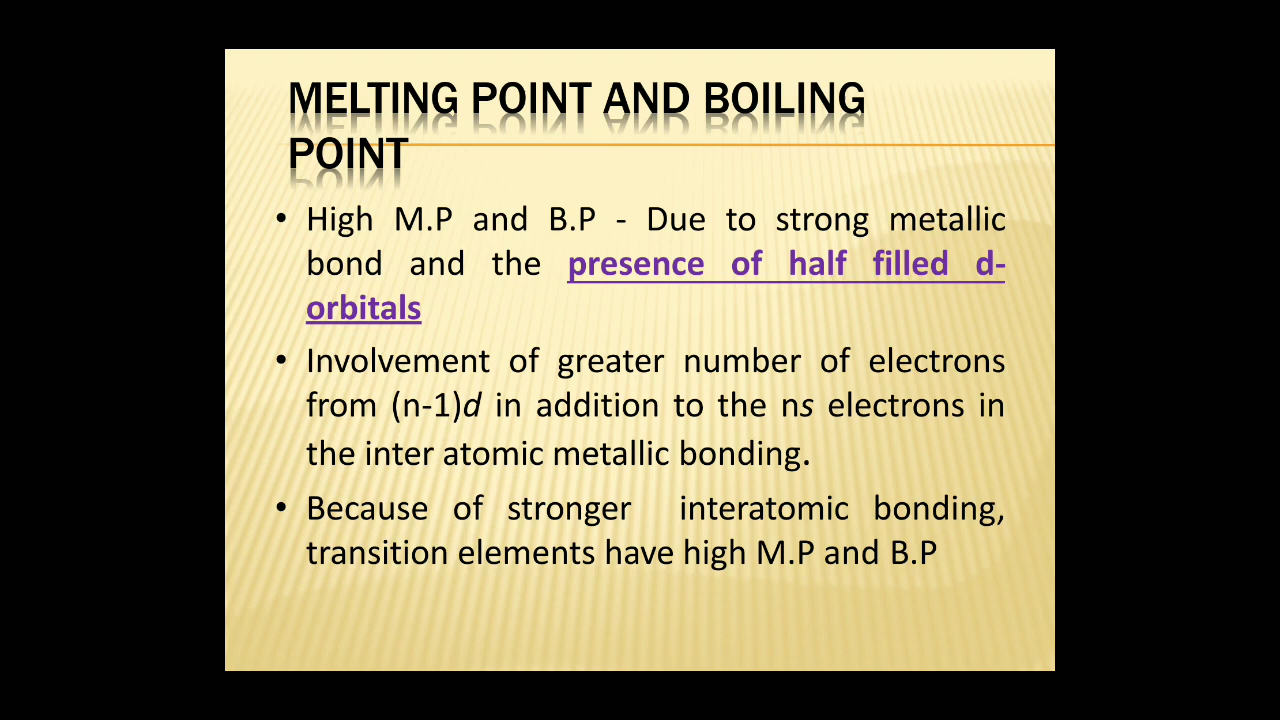 MELTING POINT AND BOILING
POINT
• High M.P and B.P - Due to strong metallic
bond and the presence of half filled d-
orbitals
• Involvement of greater number of electrons
from (n-1)d in addition to the ns electrons in
the inter atomic metallic bonding.
• Because of stronger interatomic bonding,
transition elements have high M.P and B.P